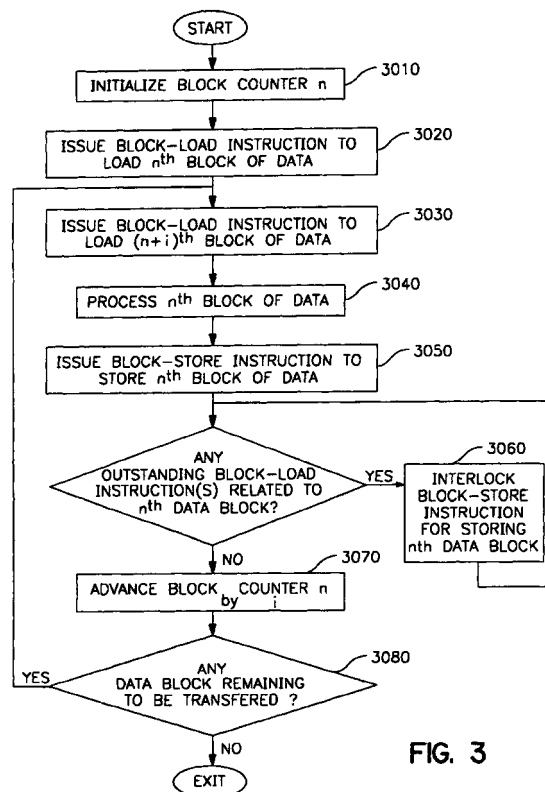 START
INITIALIZE BLOCK COUNTER n
3010
ISSUE BLOCK-LOAD INSTRUCTION TO
LOAD nth BLOCK OF DATA
3020
ISSUE BLOCK-LOAD INSTRUCTION TO
LOAD (n+i)th BLOCK OF DATA
3030
PROCESS nth BLOCK OF DATA
3040
ISSUE BLOCK-STORE INSTRUCTION TO
STORE nth BLOCK OF DATA
3050
ANY
OUTSTANDING BLOCK-LOAD
INSTRUCTION(S) RELATED TO
nth DATA BLOCK?
YES
3060
INTERLOCK
BLOCK-STORE
INSTRUCTION
FOR STORING
nth DATA BLOCK
NO
3070
ADVANCE BLOCK COUNTER n
by i
ANY
DATA BLOCK REMAINING
TO BE TRANSFERED ?
3080
YES
NO
EXIT
FIG. 3